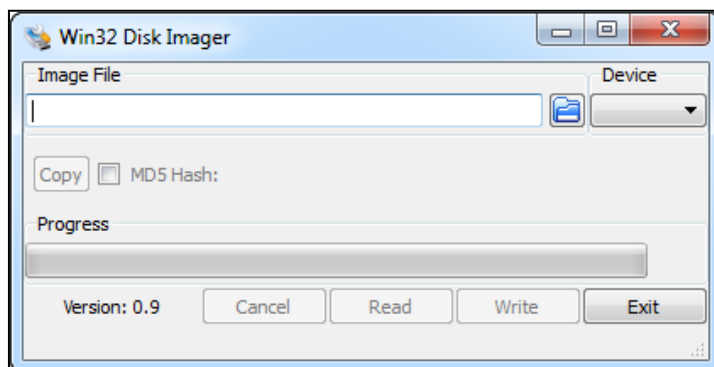 Win32 Disk Imager
Image File Device
Copy MD5 Hash:
Progress
Version: 0.9 Cancel Read Write Exit